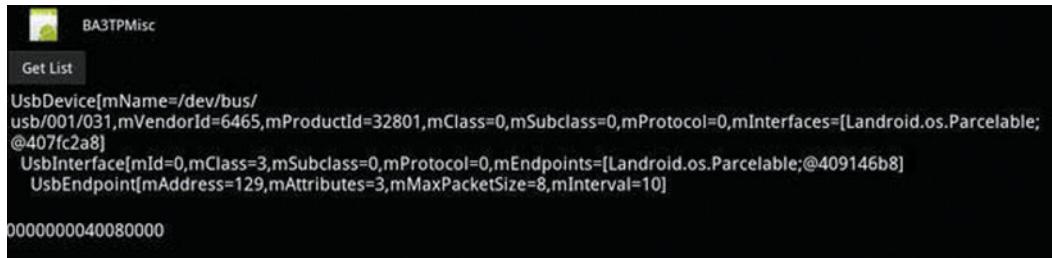 BA3TPMisc
Get List
UsbDevice[mName=/dev/bus/
usb/001/031,mVendorId=6465,mProductId=32801,mClass=0,mSubclass=0,mProtocol=0,mInterfaces=[Landroid.os.Parcelable;
@407fc2a8]
UsbInterface[mId=0,mClass=3,mSubclass=0,mProtocol=0,mEndpoints=[Landroid.os.Parcelable;@409146b8]
UsbEndpoint[mAddress=129,mAttributes=3,mMaxPacketSize=8,mInterval=10]
0000000040080000